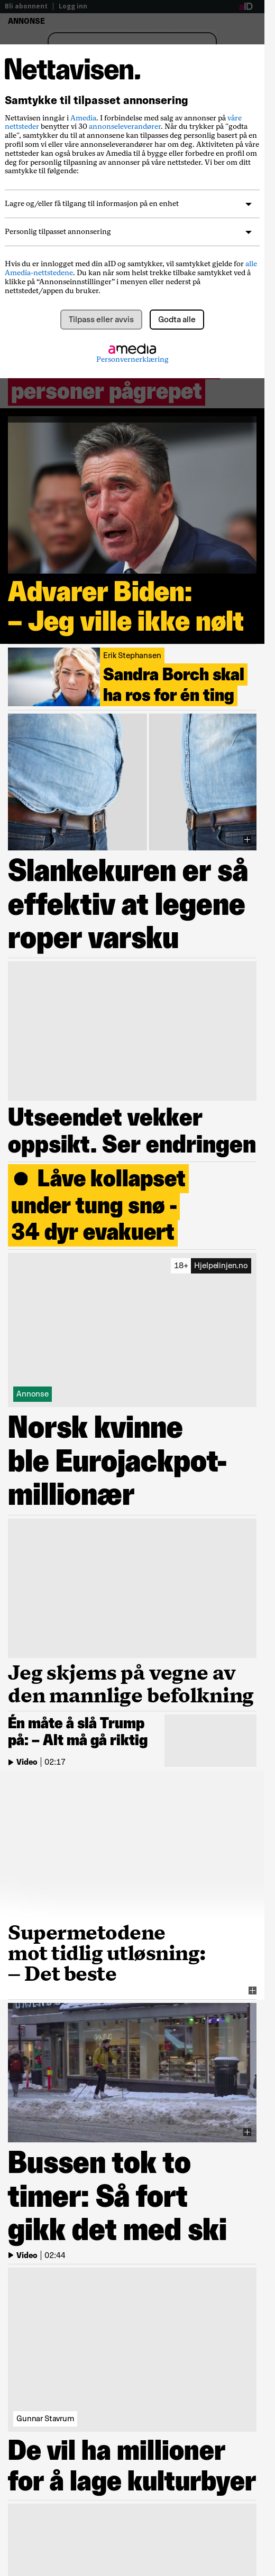 Bli abonnent | Logg inn
aID
ANNONSE
Nettavisen.
Samtykke til tilpasset annonsering
Nettavisen inngår i Amedia. I forbindelse med salg av annonser på våre
nettsteder benytter vi 30 annonseleverandører. Når du trykker på "godta
alle", samtykker du til at annonsene kan tilpasses deg personlig basert på en
profil som vi eller våre annonseleverandører har om deg. Aktiviteten på våre
nettsteder kan også brukes av Amedia til å bygge eller forbedre en profil om
deg for personlig tilpasning av annonser på våre nettsteder. Vi ber om ditt
samtykke til følgende:
Lagre og/eller få tilgang til informasjon på en enhet
Personlig tilpasset annonsering
Hvis du er innlogget med din aID og samtykker, vil samtykket gjelde for alle
Amedia-nettstedene. Du kan når som helst trekke tilbake samtykket ved å
klikke på “Annonseinnstillinger” i menyen eller nederst på
nettstedet/appen du bruker.
Tilpass eller avvis
Godta alle
amedia
Personvernerklæring
personer pågrepet
Advarer Biden:
– Jeg ville ikke nølt
Erik Stephansen
Sandra Borch skal
ha ros for én ting
Slankekuren er så
effektiv at legene
roper varsku
Utseendet vekker
oppsikt. Ser endringen
● Låve kollapset
under tung snø -
34 dyr evakuert
18+ Hjelpelinjen.no
Annonse
Norsk kvinne
ble Eurojackpot-
millionær
Jeg skjems på vegne av
den mannlige befolkning
Én måte å slå Trump
på: – Alt må gå riktig
Video | 02:17
Supermetodene
mot tidlig utløsning:
– Det beste
Bussen tok to
timer: Så fort
gikk det med ski
Video | 02:44
Gunnar Stavrum
De vil ha millioner
for å lage kulturbyer